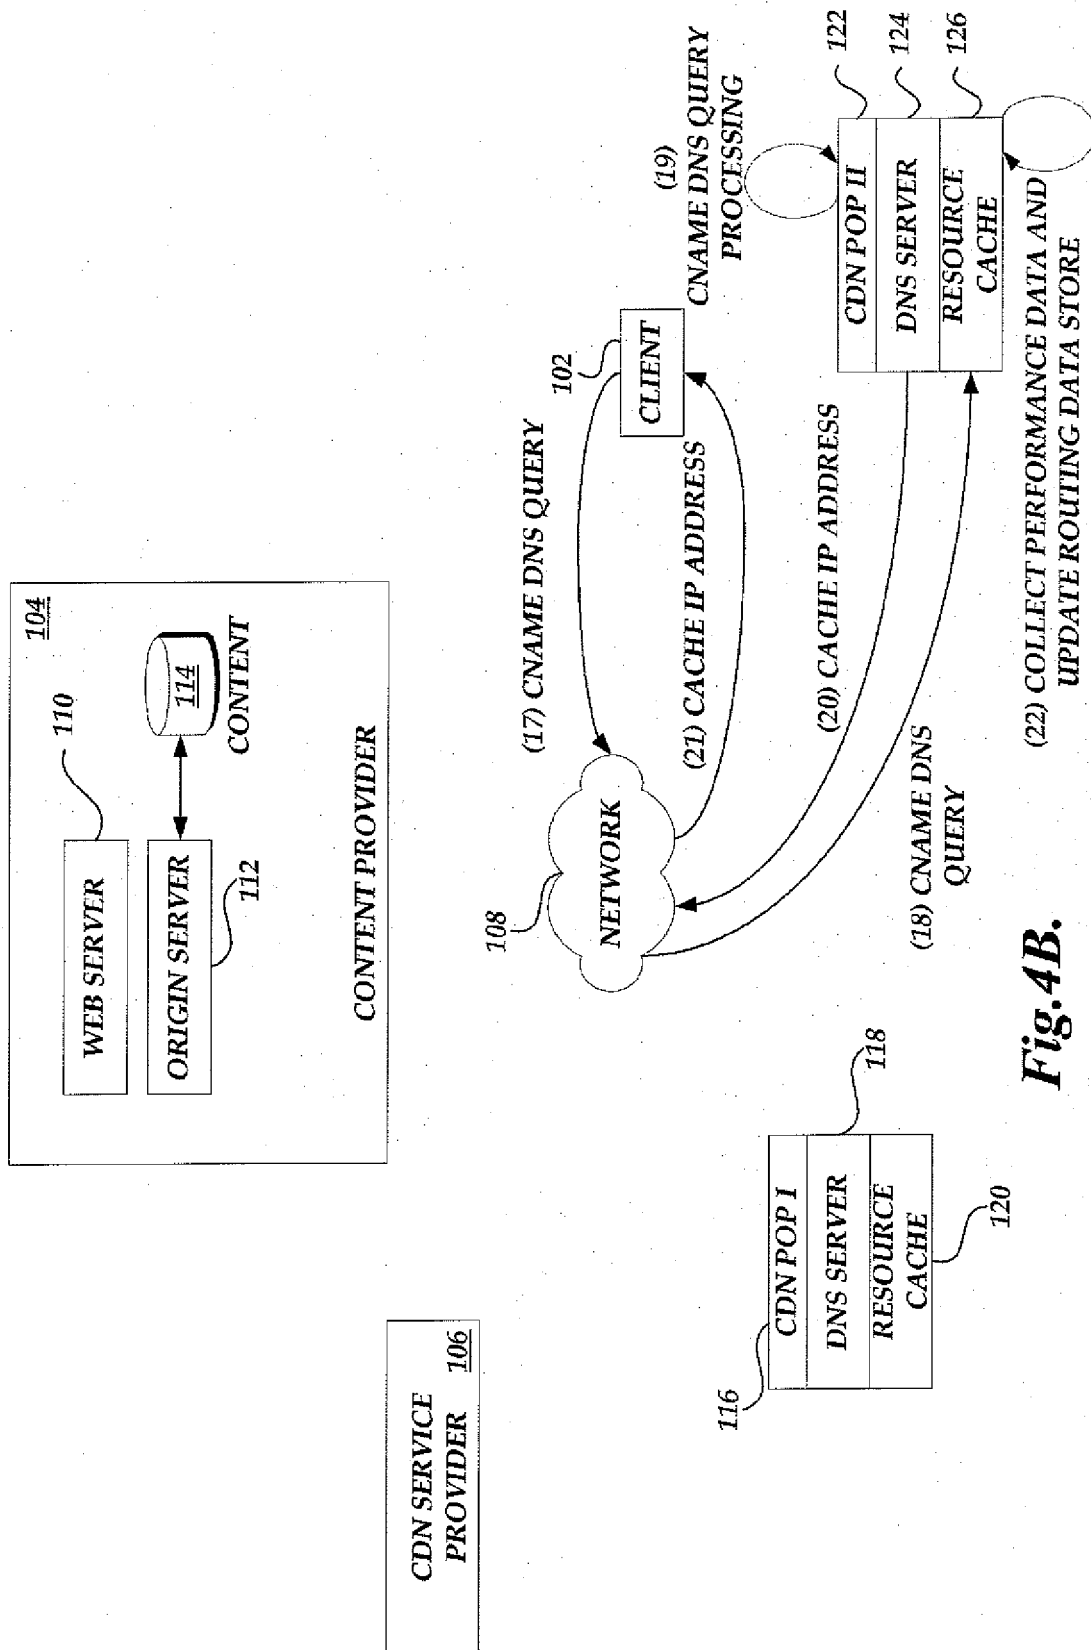 CDN SERVICE
PROVIDER
106
104
WEB SERVER
110
ORIGIN SERVER
112
114
CONTENT
CONTENT PROVIDER
108
NETWORK
(17) CNAME DNS QUERY
102
CLIENT
(21) CACHE IP ADDRESS
(19)
CNAME DNS QUERY
PROCESSING
116
CDN POP I
DNS SERVER
118
RESOURCE
CACHE
120
(20) CACHE IP ADDRESS
(18) CNAME DNS
QUERY
CDN POP II
122
DNS SERVER
124
RESOURCE
CACHE
126
(22) COLLECT PERFORMANCE DATA AND
UPDATE ROUTING DATA STORE
Fig.4B.